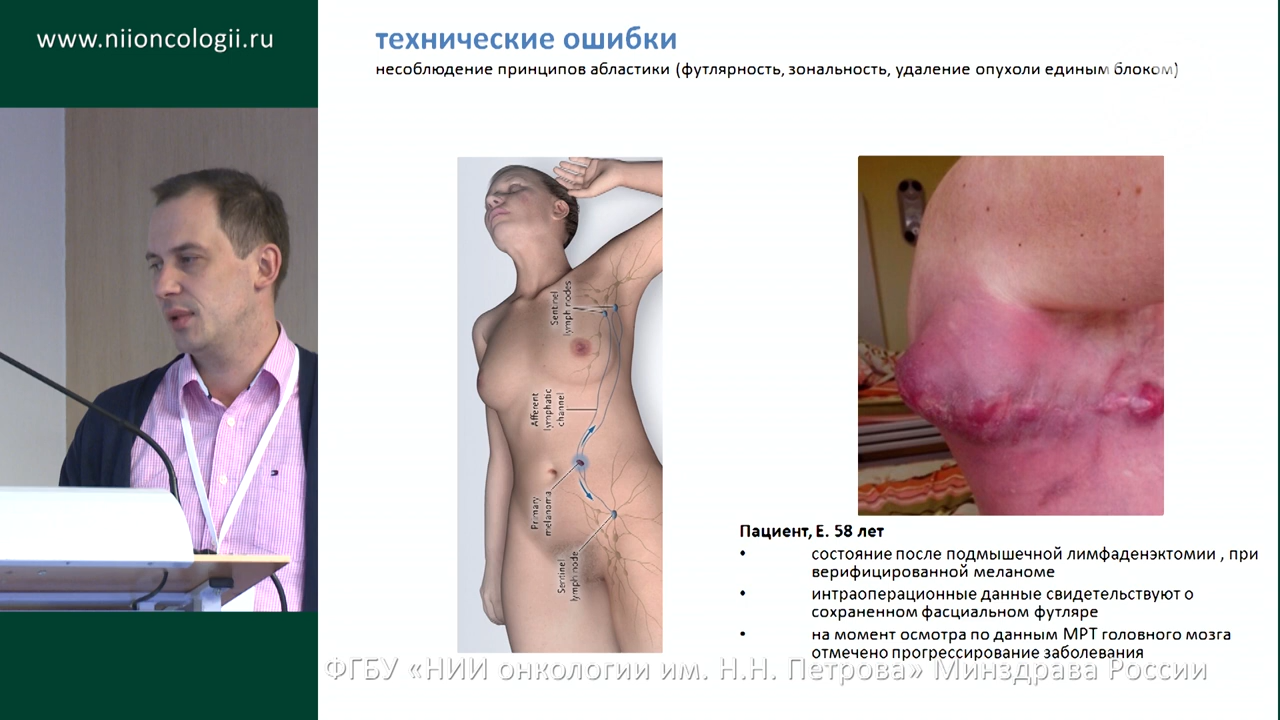 www.niioncologii.ru
технические ошибки
несоблюдение принципов абластики (футлярность, зональность, удаление опухоли единым блоком)
Sentinel
lymph nodes
Afferent
lymphatic
channel
Primary
melanoma
Sentinel
lymph node
Пациент, Е. 58 лет
• состояние после подмышечной лимфаденэктомии , при
верифицированной меланоме
• интраоперационные данные свидетельствуют о
сохраненном фасциальном футляре
• на момент осмотра по данным МРТ головного мозга
отмечено прогрессирование заболевания
ФГБУ «НИИ онкологии им. Н.Н. Петрова» Минздрава России